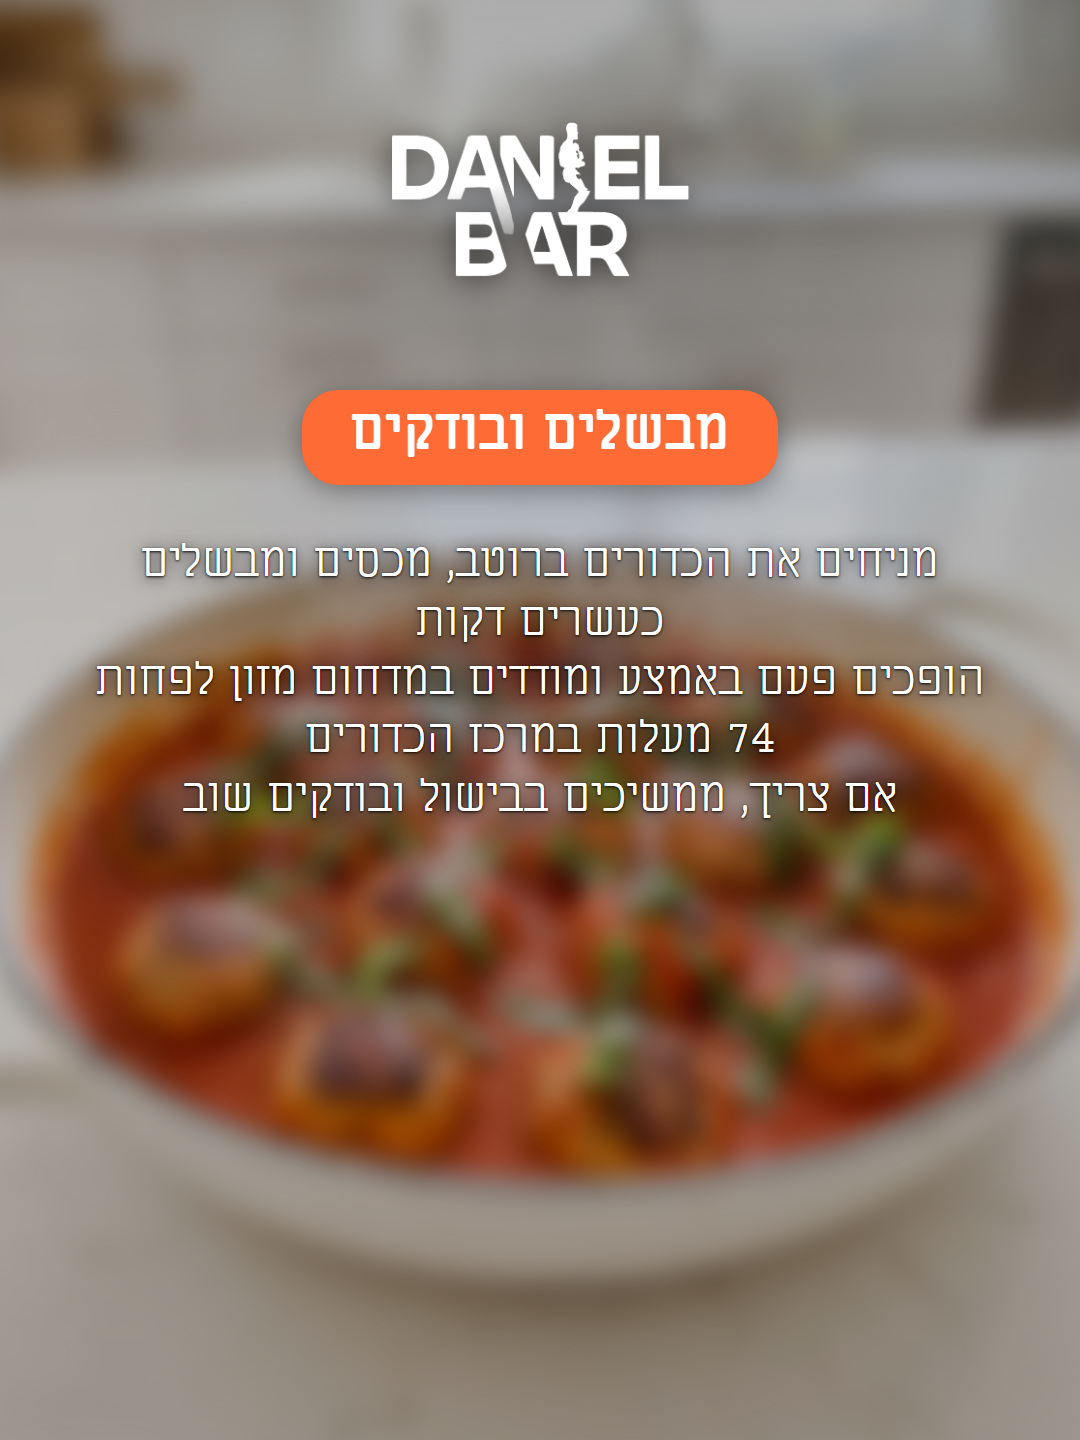 DANIEL
BAR
מבשלים ובודקים
מניחים את הכדורים ברוטב, מכסים ומבשלים
כעשרים דקות
הופכים פעם באמצע ומודדים במדחום מזון לפחות
74 מעלות במרכז הכדורים
אם צריך, ממשיכים בבישול ובודקים שוב